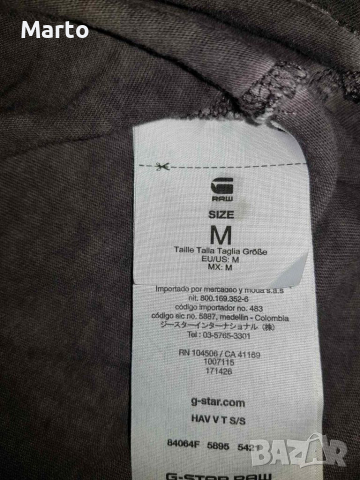 Marto
RAW
SIZE
M
Taille Talla Taglia Größe
EU/US: M
MX: M
Importado por mercadeo y moda s.a.s
nit. 800.169.352-6
código importador no. 483
código sic no. 5887, medellin - Colombia
ジースターインターナショナル(株)
Tel : 03-5765-3301
RN 104506 / CA 41169
1007115
171426
g-star.com
HAV V T S/S
84064F 5895
G-STAR RAW
BAZAR
bg